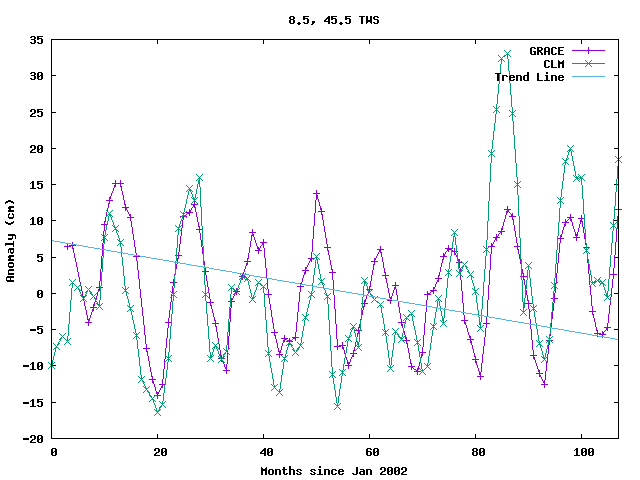 8.5, 45.5 TWS
GRACE
CLM
Trend Line
35
30
25
20
15
10
5
0
-5
-10
-15
-20
Anomaly (cm)
0 20 40 60 80 100
Months since Jan 2002